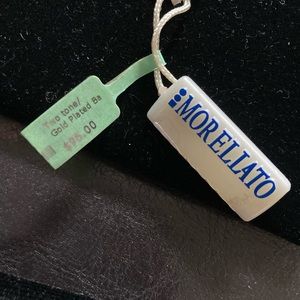 Two tone/
Gold Plated Ba
$95.00
MORELLATO